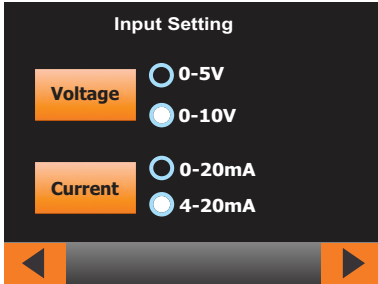 Input Setting
0-5V
Voltage
0-10V
0-20mA
Current
4-20mA